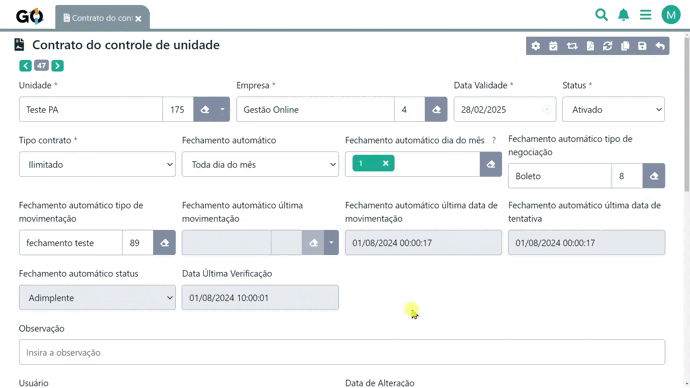 GO Contrato do con: ×
M
Contrato do controle de unidade
47
Unidade * Empresa * Data Validade * Status *
Teste PA 175 Gestão Online 4 28/02/2025 Ativado
Tipo contrato * Fechamento automático Fechamento automático dia do mês ? Fechamento automático tipo de negociação
Ilimitado Toda dia do mês 1 × Boleto 8
Fechamento automático tipo de movimentação Fechamento automático última movimentação Fechamento automático última data de movimentação Fechamento automático última data de tentativa
fechamento teste 89 01/08/2024 00:00:17 01/08/2024 00:00:17
Fechamento automático status Data Última Verificação
Adimplente 01/08/2024 10:00:01
Observação
Insira a observação
Usuário Data de Alteração